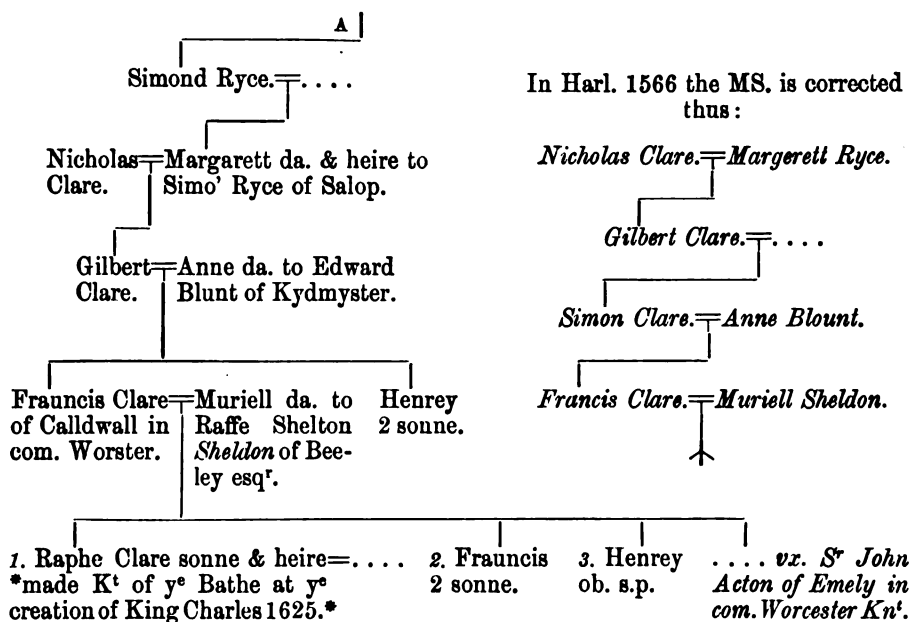 A
Simond Ryce. = . . . .
Nicholas = Margarett da. & heire to
Clare. Simo' Ryce of Salop.
Gilbert = Anne da. to Edward
Clare. Blunt of Kydmyster.
Frauncis Clare = Muriell da. to Henrey
of Calldwall in Raffe Shelton 2 sonne.
com. Worster. Sheldon of Bee-
ley esqʳ.
In Harl. 1566 the MS. is corrected
thus:
Nicholas Clare. = Margerett Ryce.
Gilbert Clare. = . . . .
Simon Clare. = Anne Blount.
Francis Clare. = Muriell Sheldon.
1. Raphe Clare sonne & heire = . . . . 2. Frauncis 3. Henrey . . . . vx. Sʳ John
*made Kᵗ of yᵉ Bathe at yᵉ 2 sonne. ob. s.p. Acton of Emely in
creation of King Charles 1625.* com. Worcester Knᵗ.